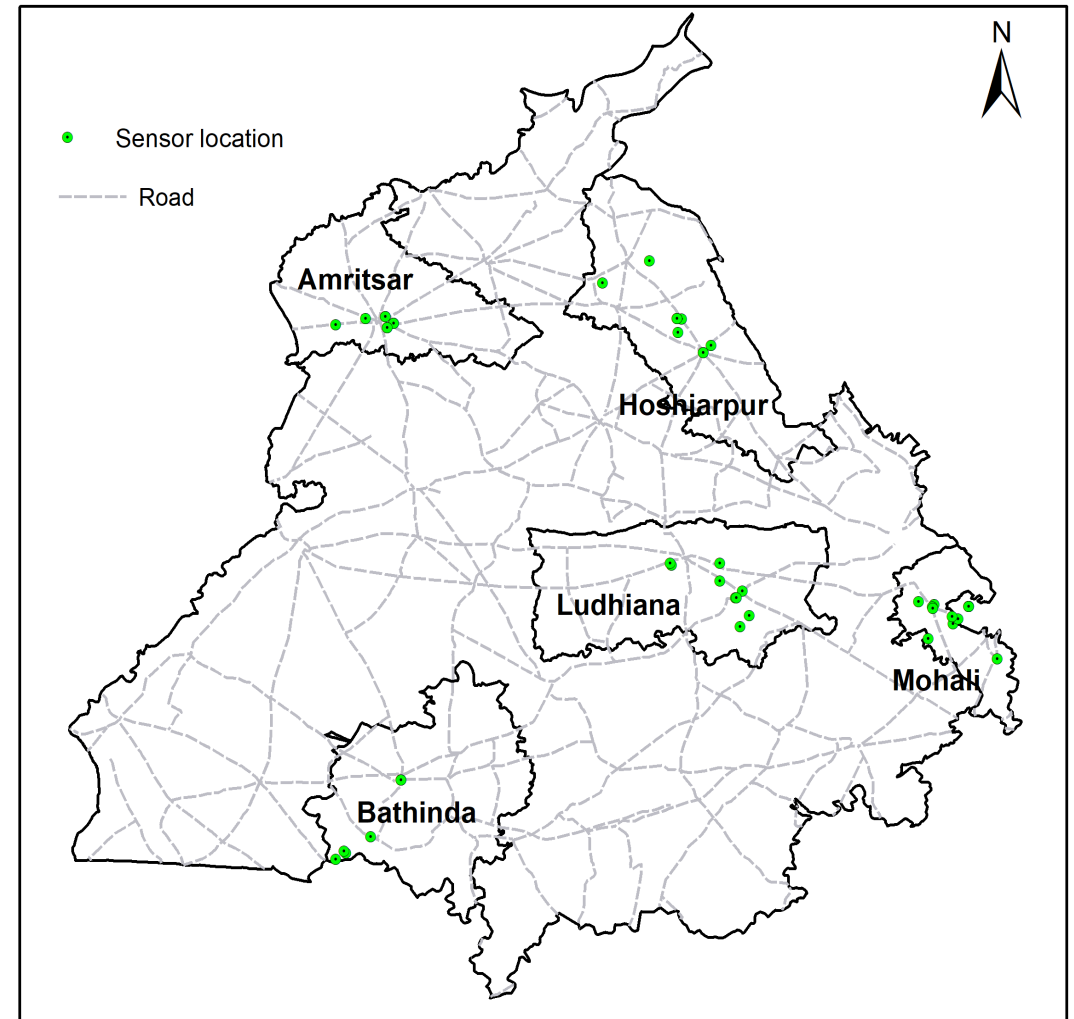 N
Sensor location
Road
Amritsar
Hoshiarpur
Ludhiana
Mohali
Bathinda